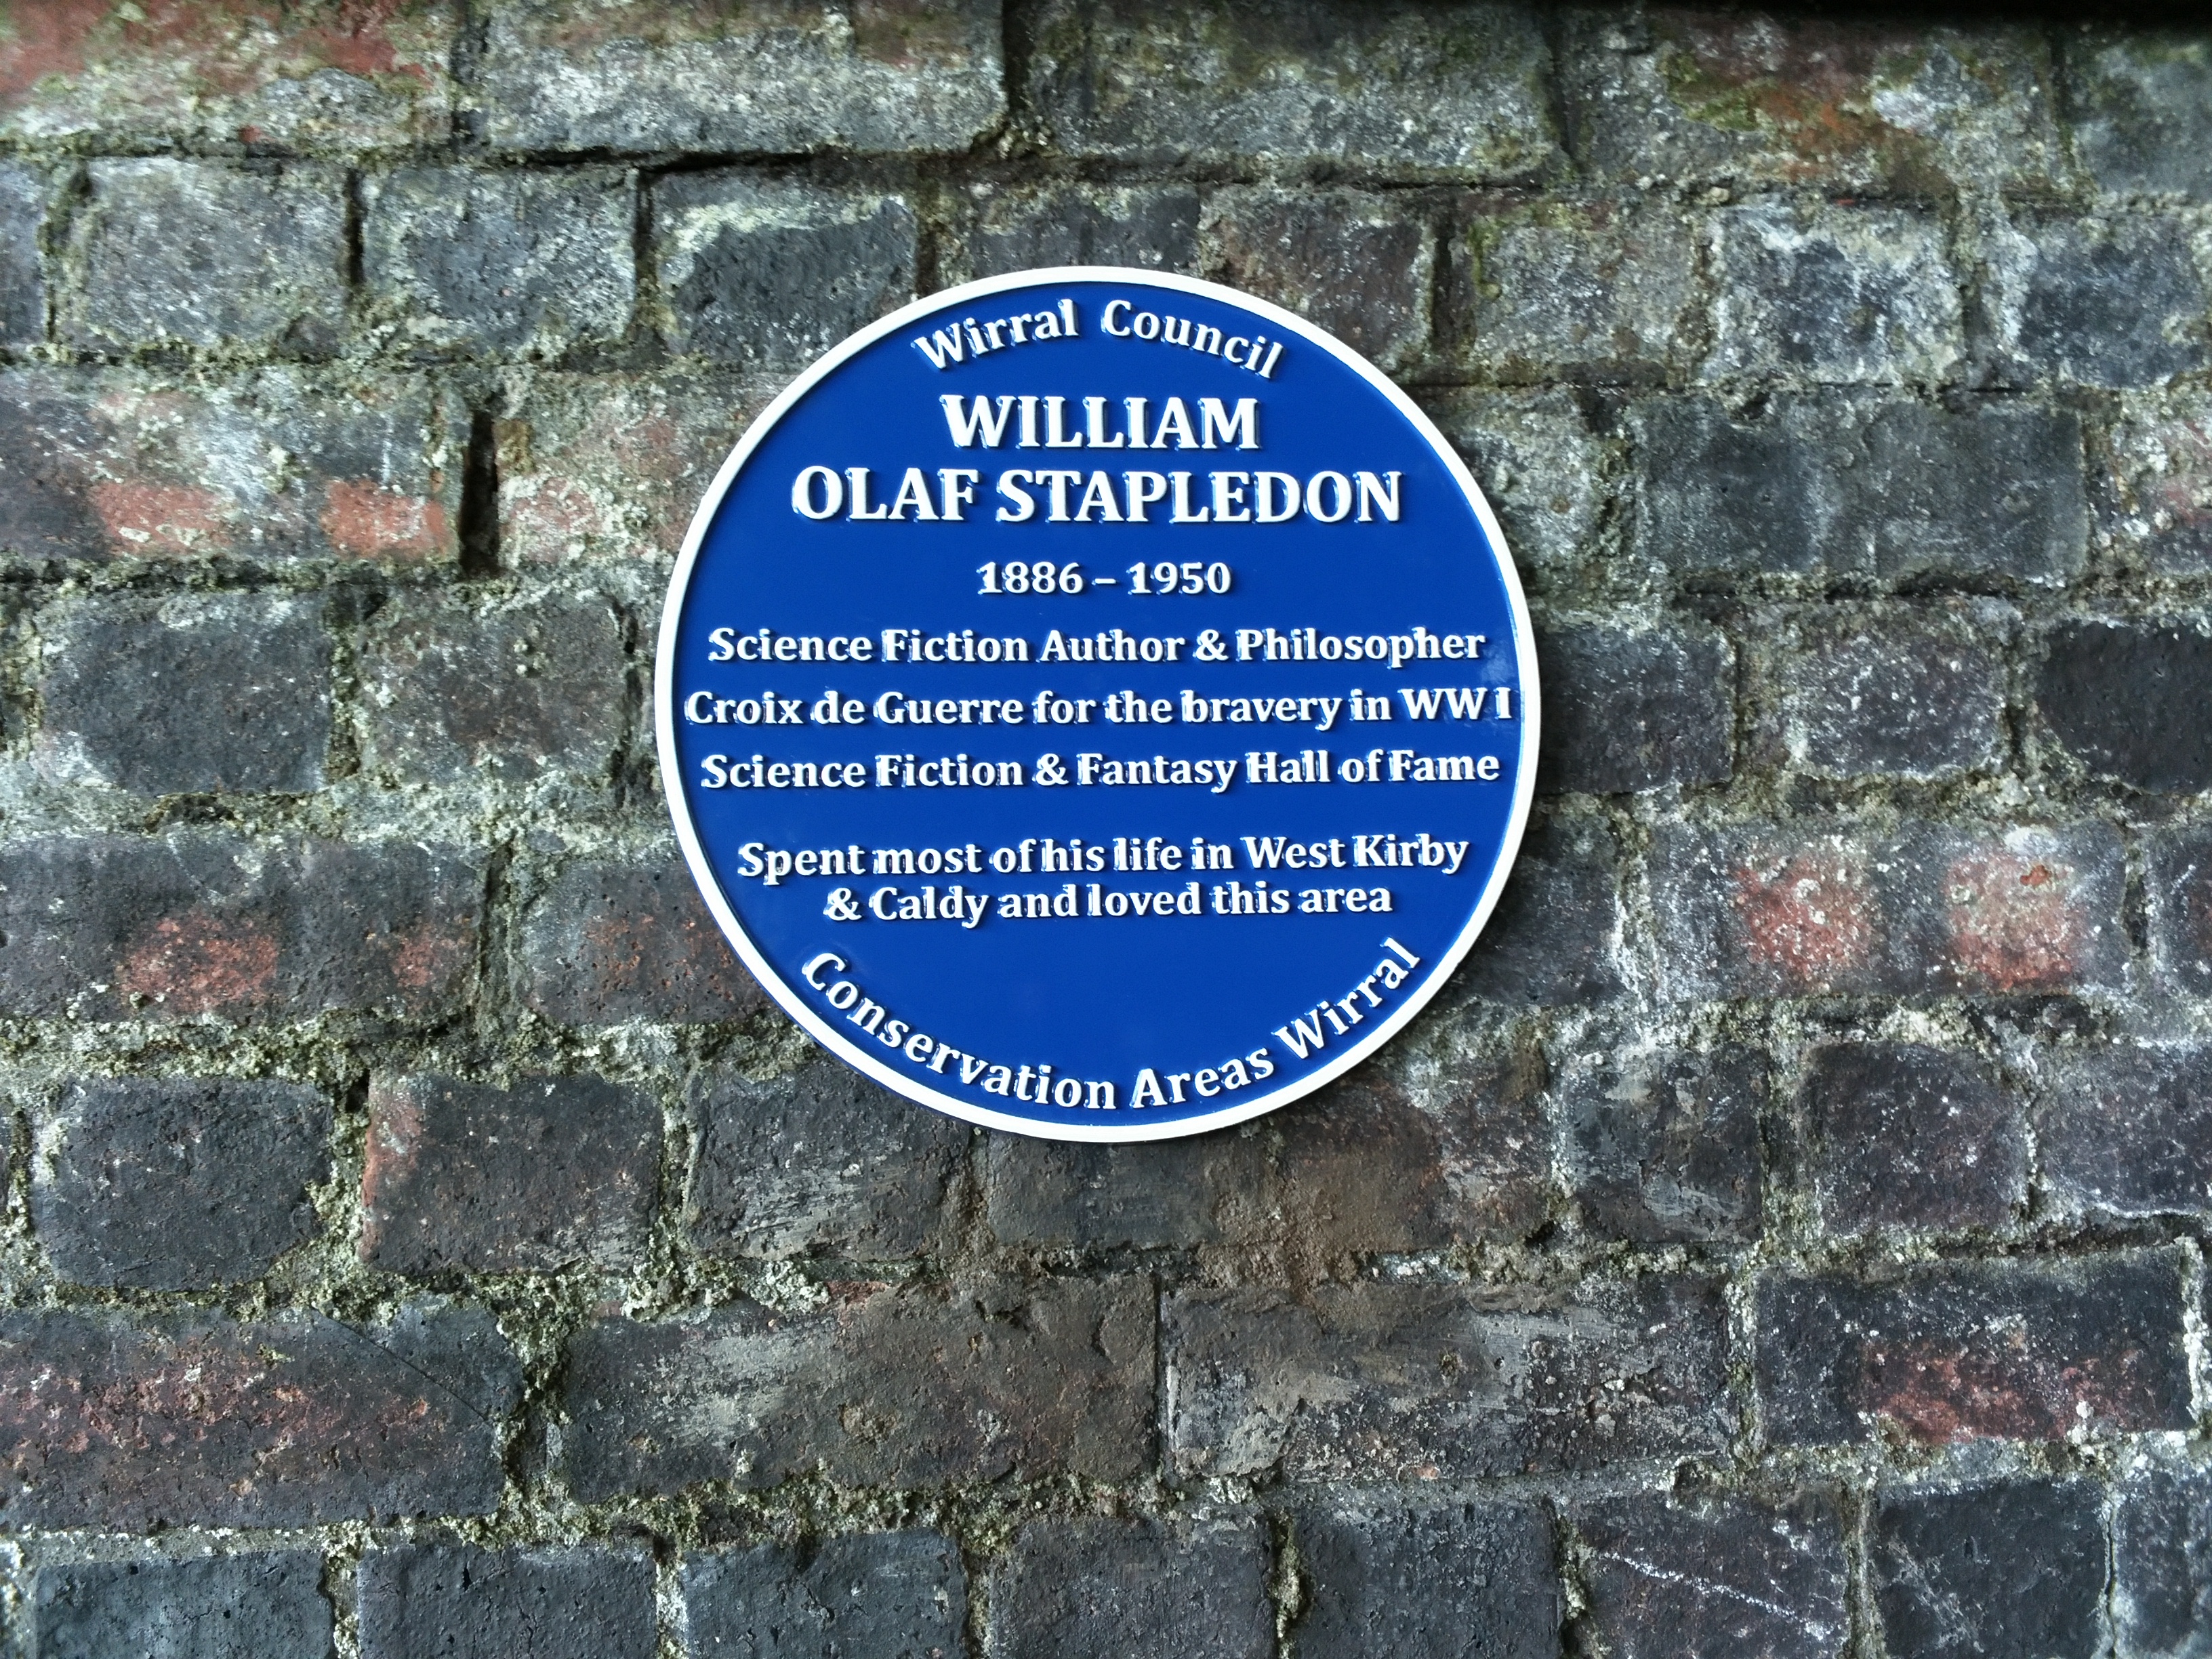 Wirral Council
WILLIAM
OLAF STAPLEDON
1886 – 1950
Science Fiction Author & Philosopher
Croix de Guerre for the bravery in WW I
Science Fiction & Fantasy Hall of Fame
Spent most of his life in West Kirby
& Caldy and loved this area
Conservation Areas Wirral